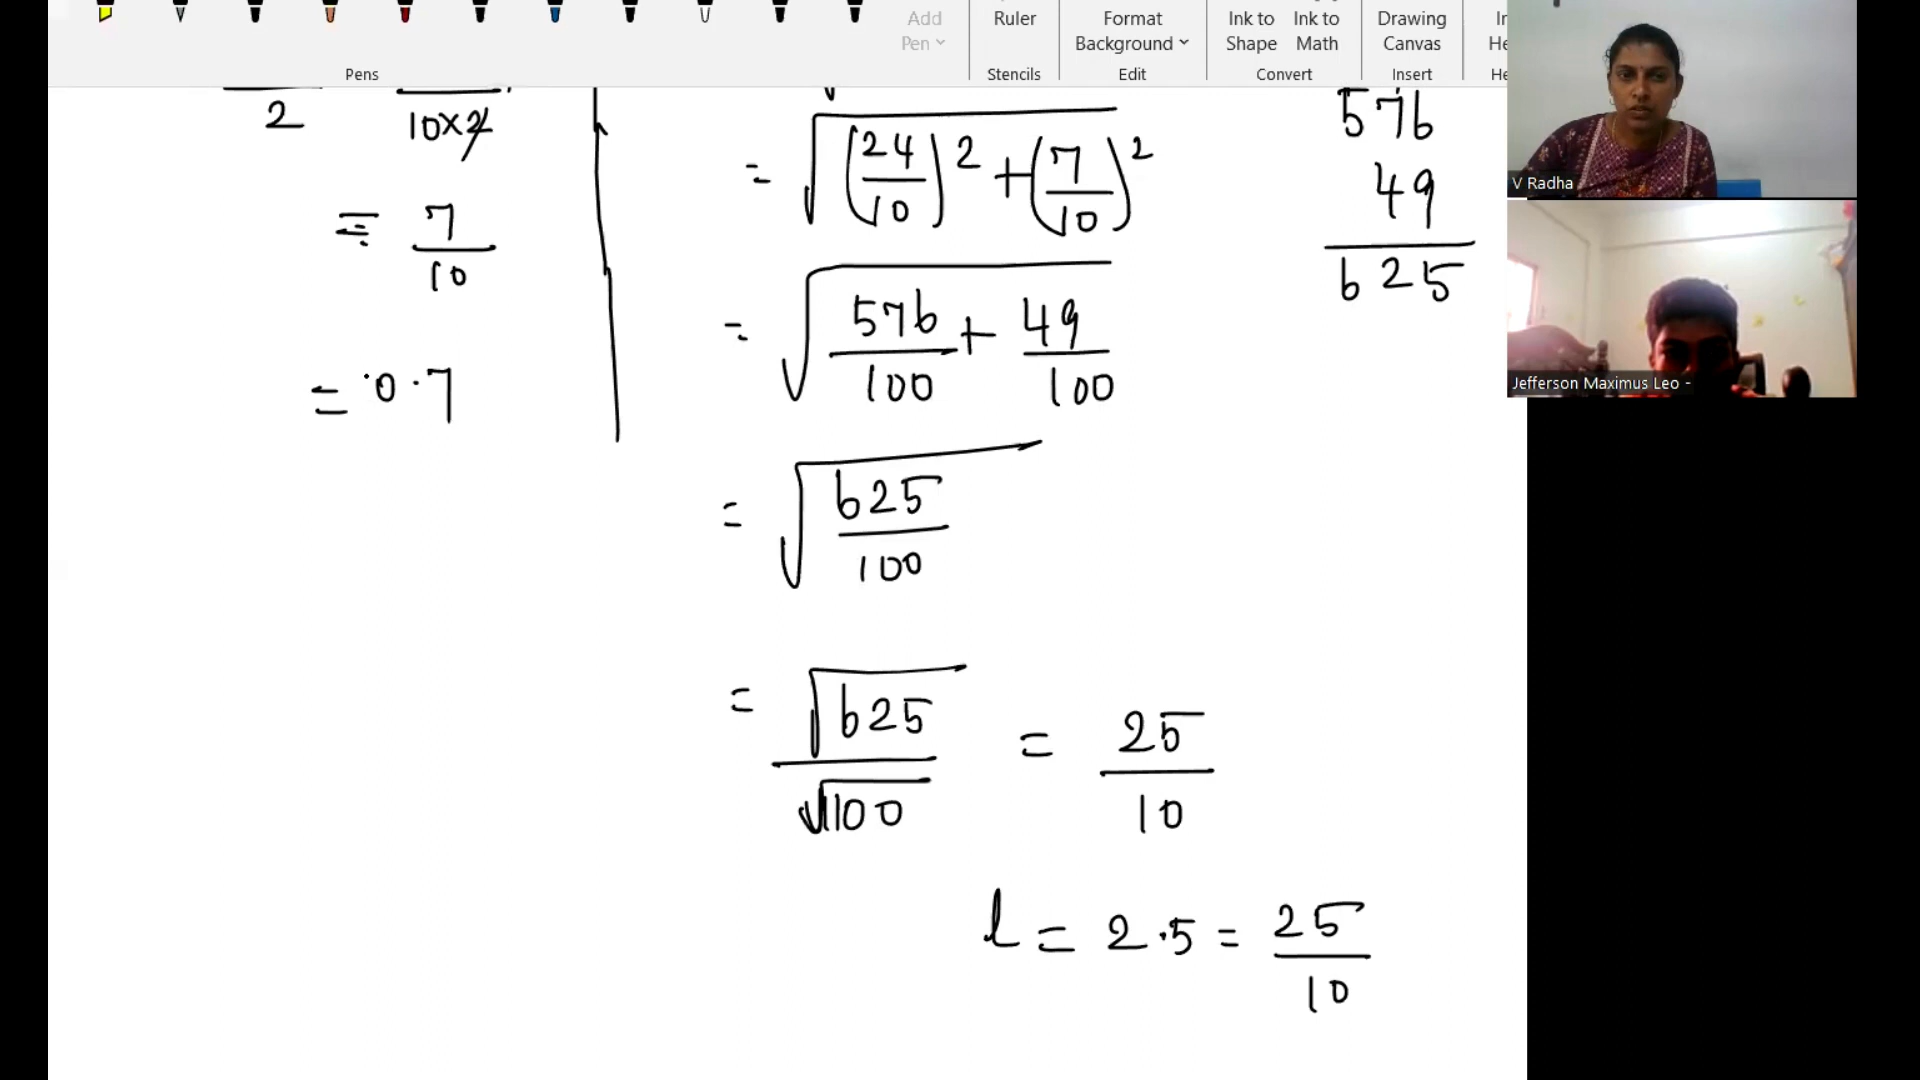 Add Pen
Ruler
Format Background
Ink to Shape
Ink to Math
Drawing Canvas
Pens
Stencils
Edit
Convert
Insert
V Radha
Jefferson Maximus Leo -
2
10×2
= 7/10
= 0.7
= √((24/10)² + (7/10)²)
= √(576/100 + 49/100)
= √(625/100)
= √625/√100 = 25/10
l = 2.5 = 25/10
576
49
625